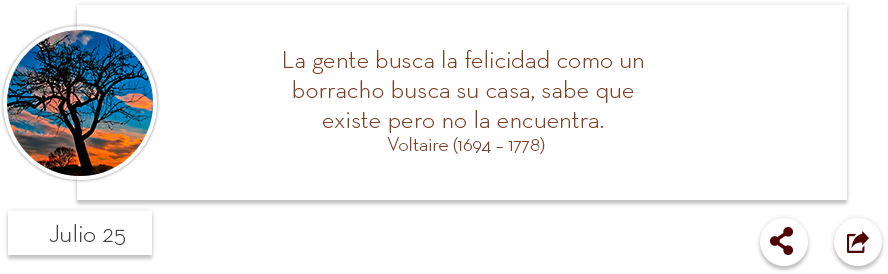 La gente busca la felicidad como un
borracho busca su casa, sabe que
existe pero no la encuentra.
Voltaire (1694 – 1778)
Julio 25